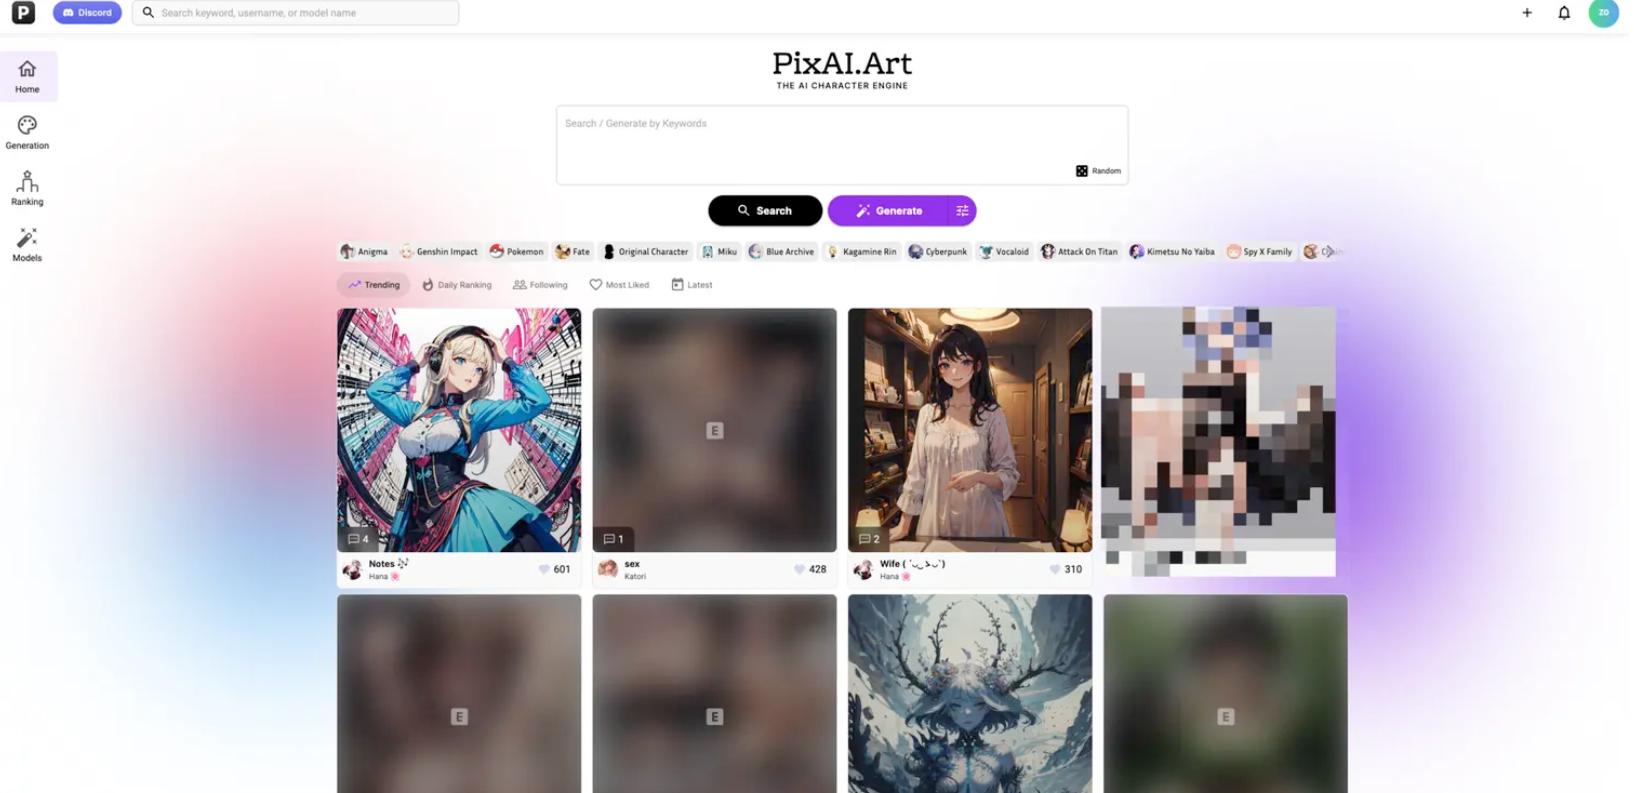 P
Discord
Search keyword, username, or model name
ZO
Home
Generation
Ranking
Models
PixAI.Art
THE AI CHARACTER ENGINE
Search / Generate by Keywords
Random
Search
Generate
Anigma
Genshin Impact
Pokemon
Fate
Original Character
Miku
Blue Archive
Kagamine Rin
Cyberpunk
Vocaloid
Attack On Titan
Kimetsu No Yaiba
Spy X Family
Trending
Daily Ranking
Following
Most Liked
Latest
E
4
1
2
Notes 🎶
Hana 🌸
601
sex
Katori
428
Wife ( ˙◡_ゝ◡˙)
Hana 🌸
310
E
E
E